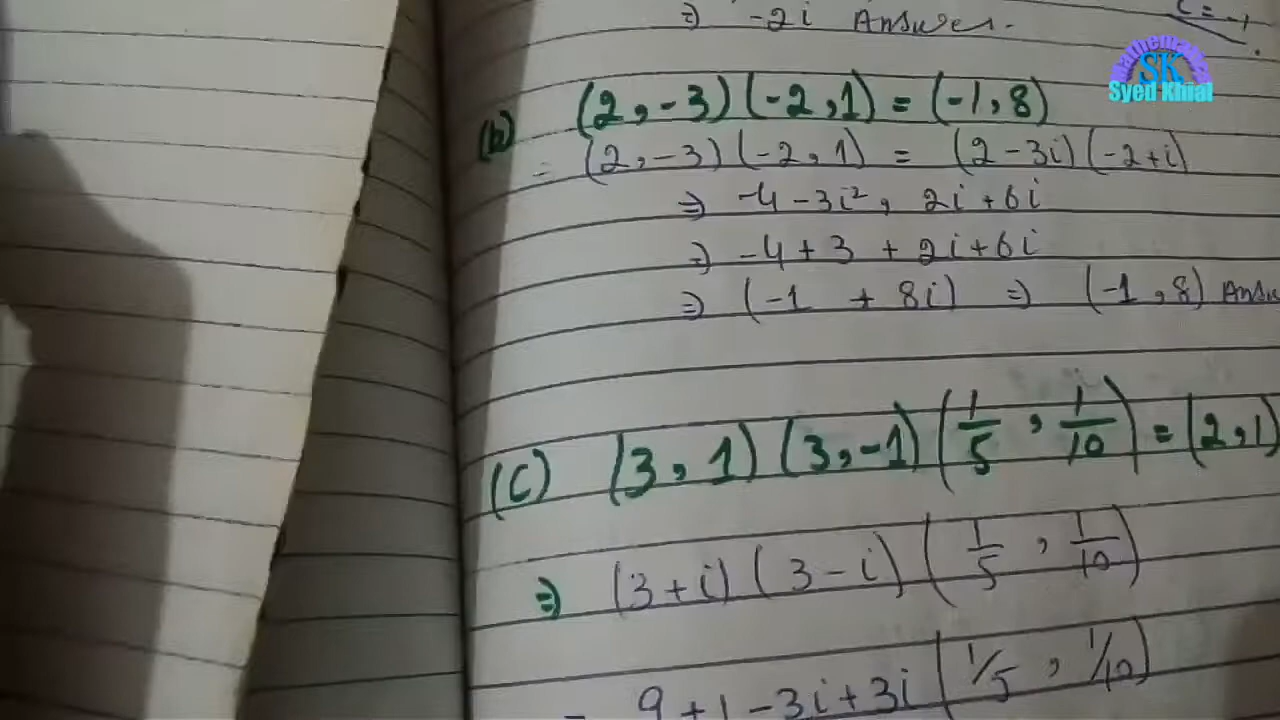 ⇒ -2i Answer.
(b) (2, -3) (-2, 1) = (-1, 8)
= (2, -3) (-2, 1) = (2 - 3i) (-2 + i)
⇒ -4 - 3i², 2i + 6i
⇒ -4 + 3 + 2i + 6i
⇒ (-1 + 8i) ⇒ (-1, 8) Answ
(C) (3, 1) (3, -1) (1/5, 1/10) = (2, 1)
⇒ (3 + i) (3 - i) (1/5, 1/10)
= 9 + 1 - 3i + 3i (1/5, 1/10)
Mathematics
SK
Syed Khial